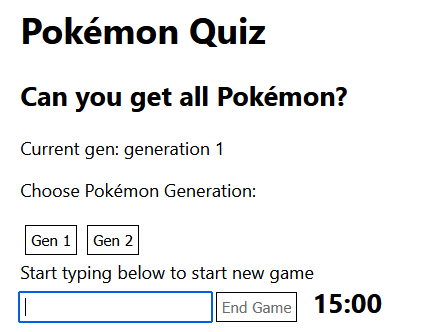 Pokémon Quiz
Can you get all Pokémon?
Current gen: generation 1
Choose Pokémon Generation:
Gen 1 Gen 2
Start typing below to start new game
End Game 15:00